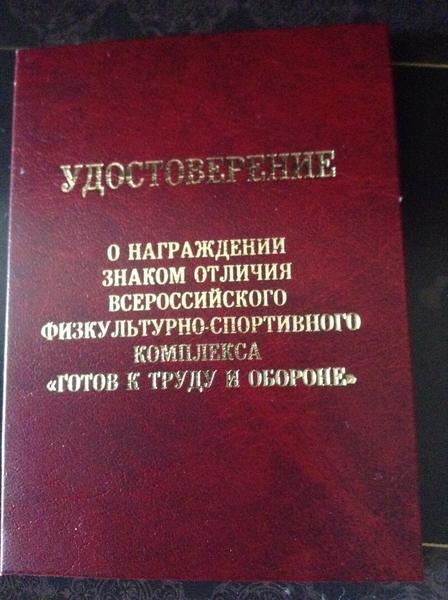 УДОСТОВЕРЕНИЕ
О НАГРАЖДЕНИИ
ЗНАКОМ ОТЛИЧИЯ
ВСЕРОССИЙСКОГО
ФИЗКУЛЬТУРНО-СПОРТИВНОГО
КОМПЛЕКСА
«ГОТОВ К ТРУДУ И ОБОРОНЕ»